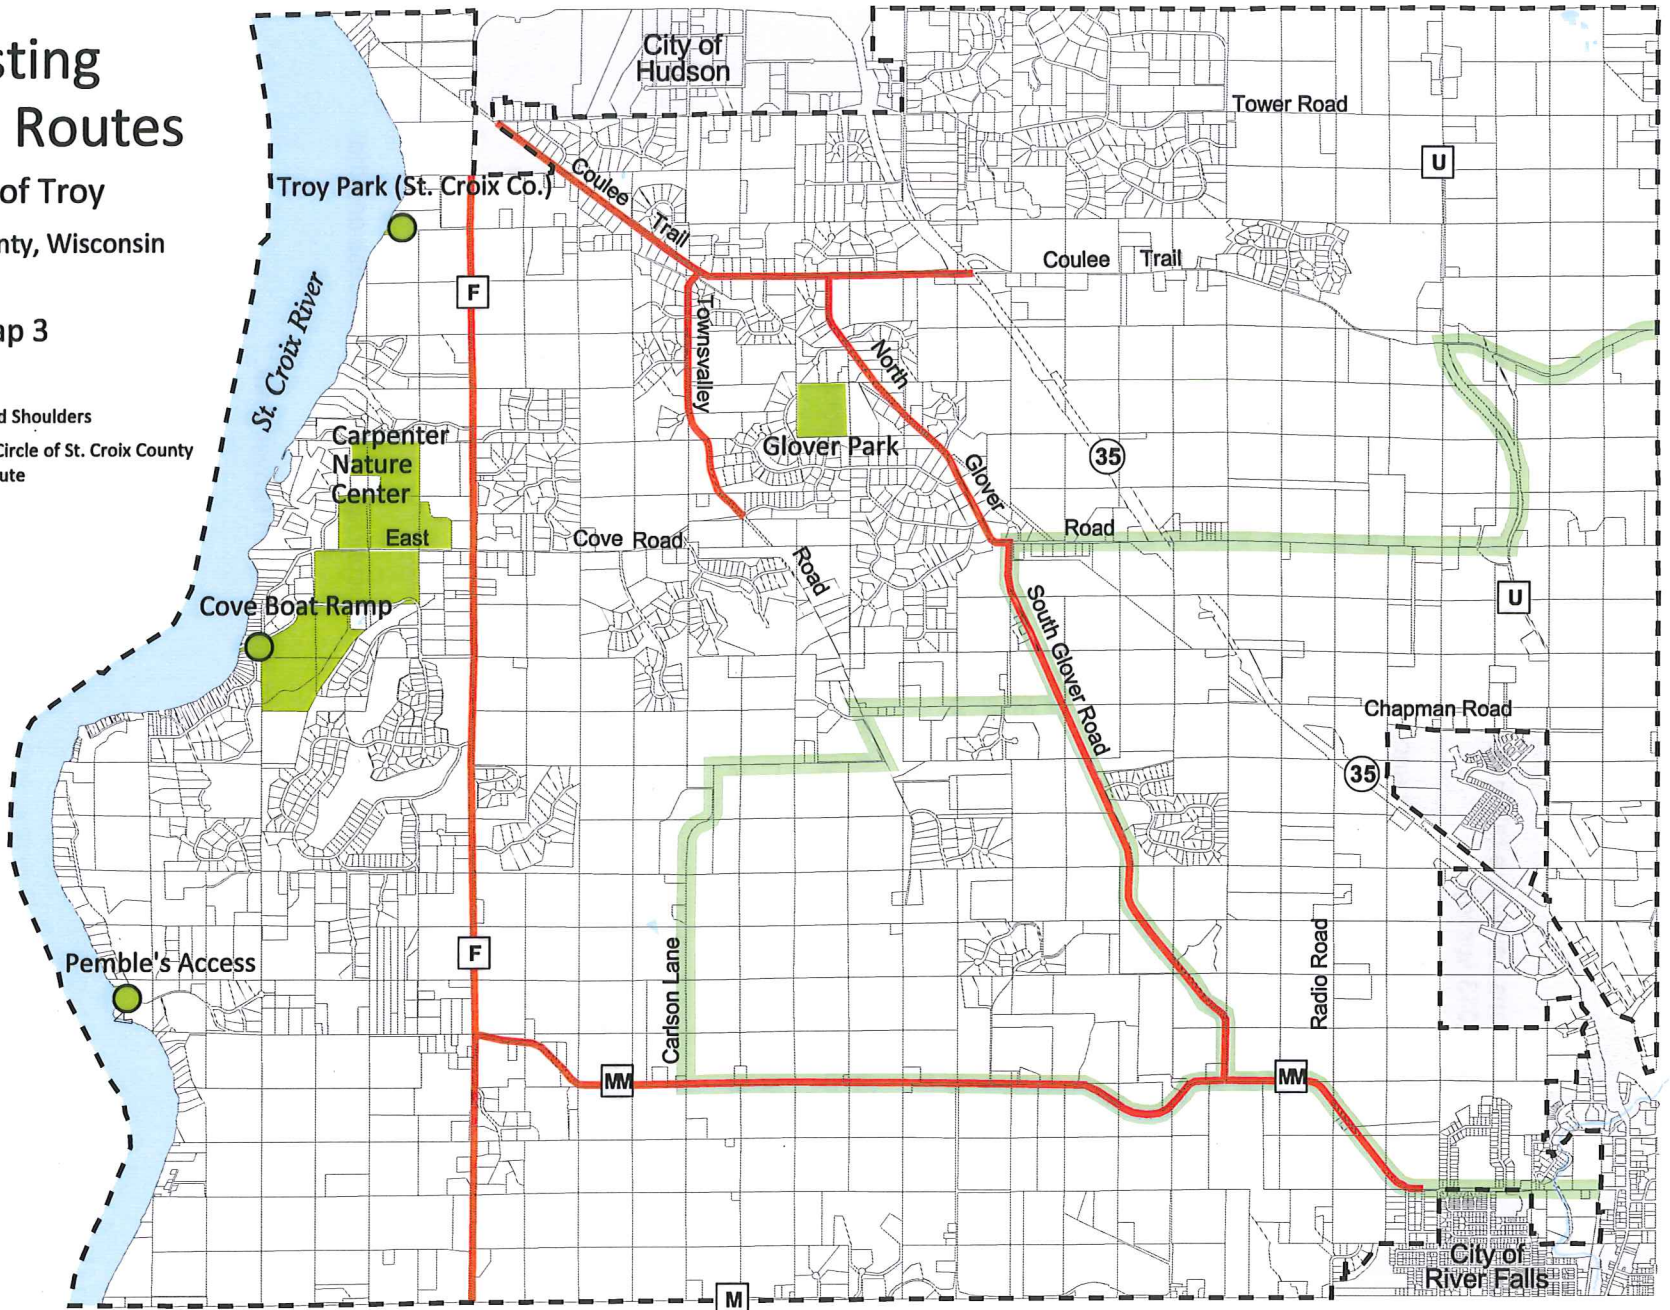 sting
Routes
of Troy
nty, Wisconsin
ap 3
d Shoulders
Circle of St. Croix County
ute
City of
Hudson
Tower Road
U
Troy Park (St. Croix Co.)
Coulee
Trail
Coulee Trail
F
St. Croix River
Townsvalley
North
Glover Park
Carpenter
Nature
Center
35
Glover
East
Cove Road
Road
Road
Cove Boat Ramp
U
South Glover Road
Chapman Road
35
Pemble's Access
F
Carlson Lane
Radio Road
MM
MM
City of
River Falls
M